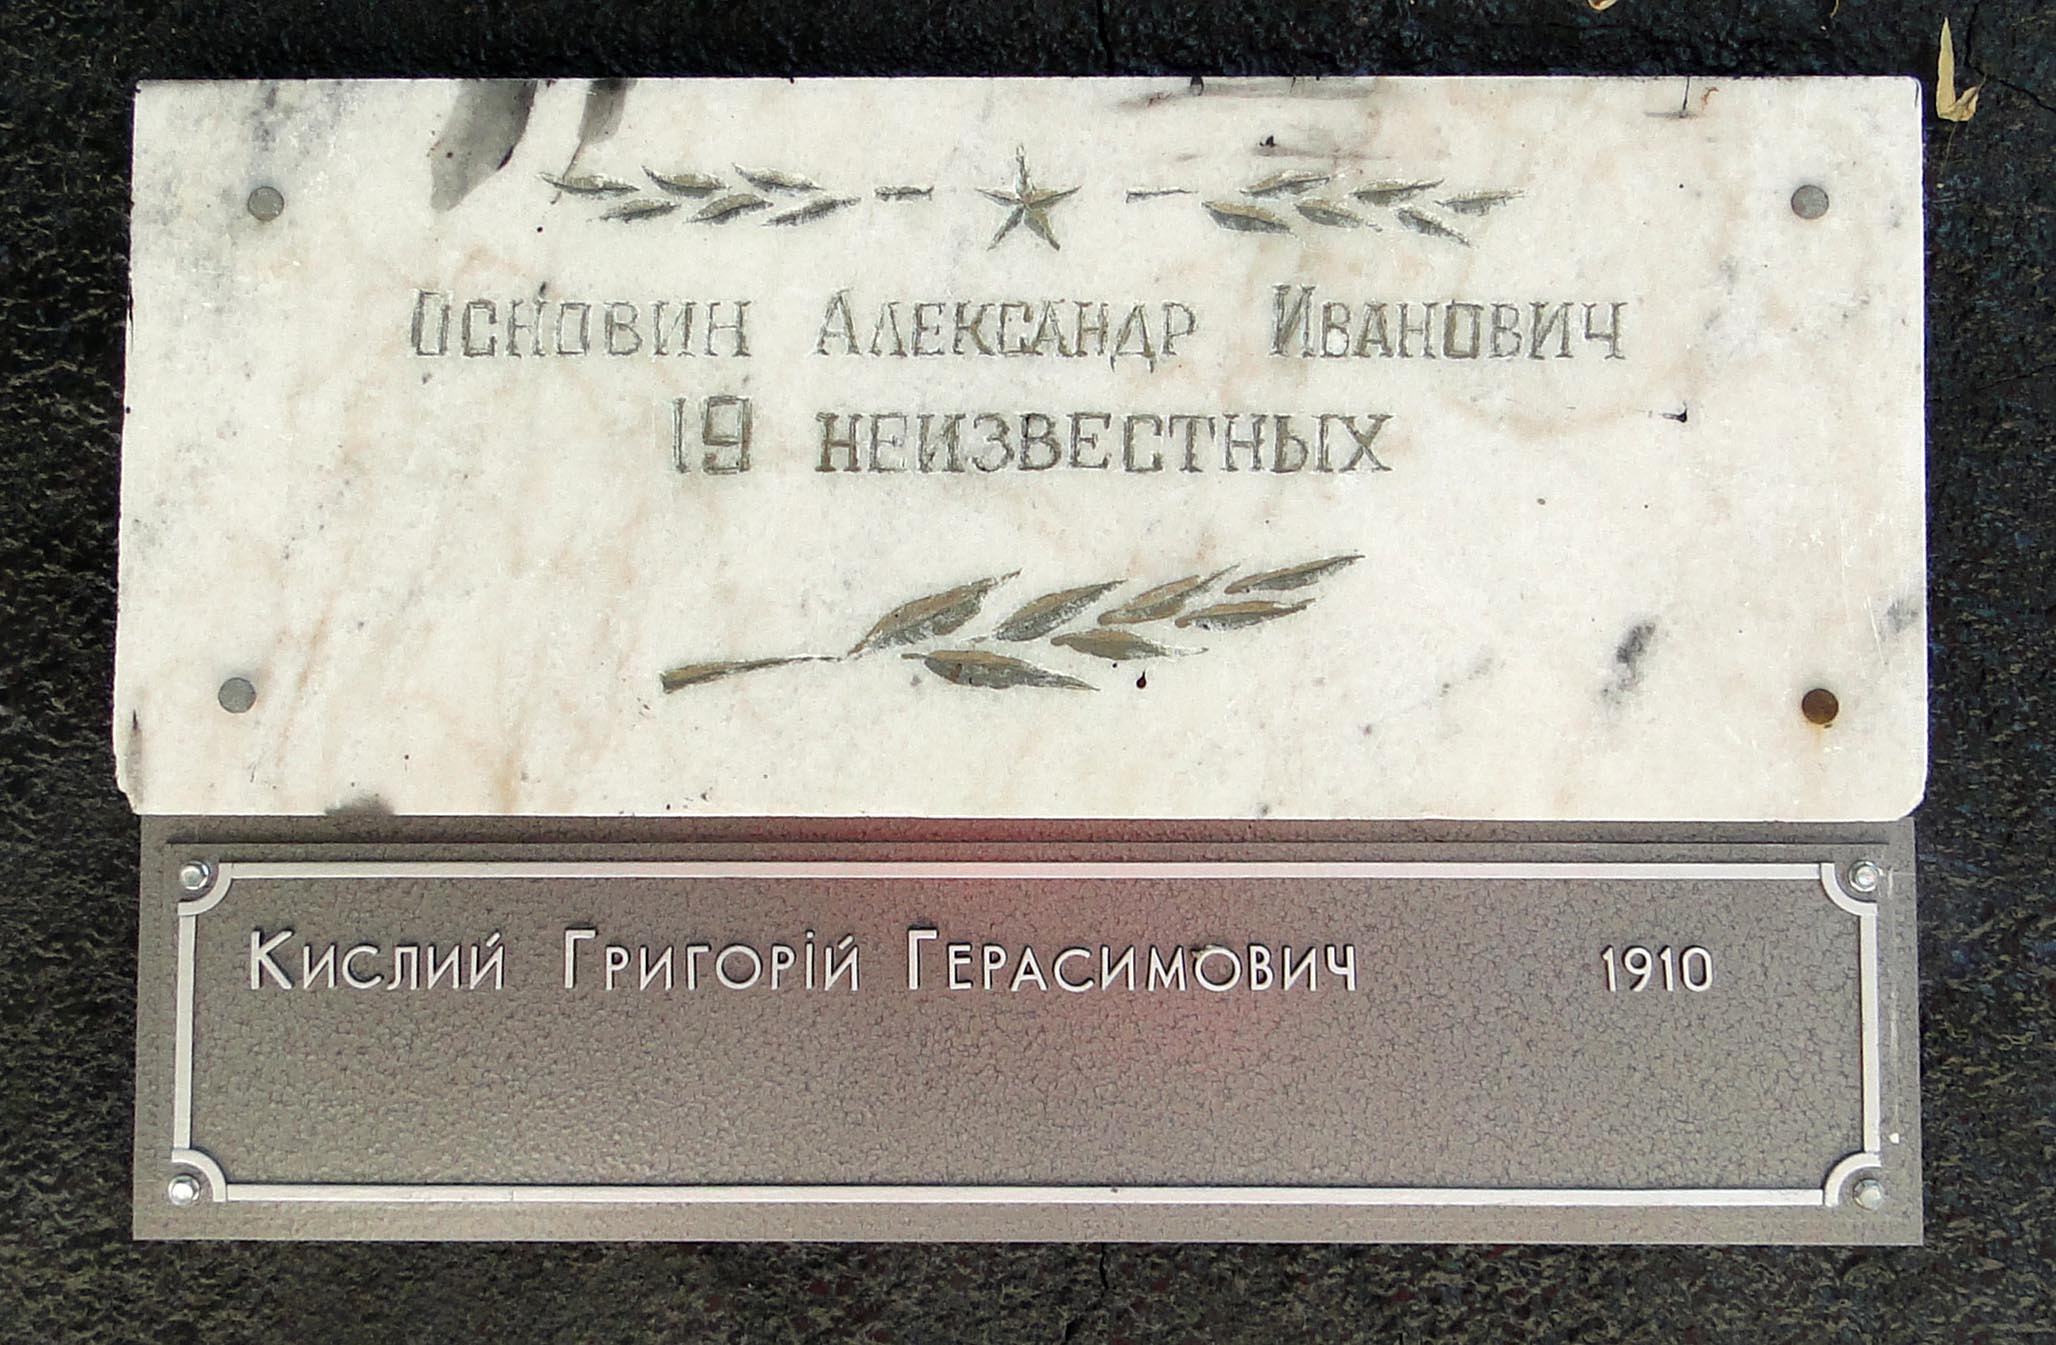 Основин Александр Иванович
19 неизвестных
Кислий Григорій Герасимович 1910